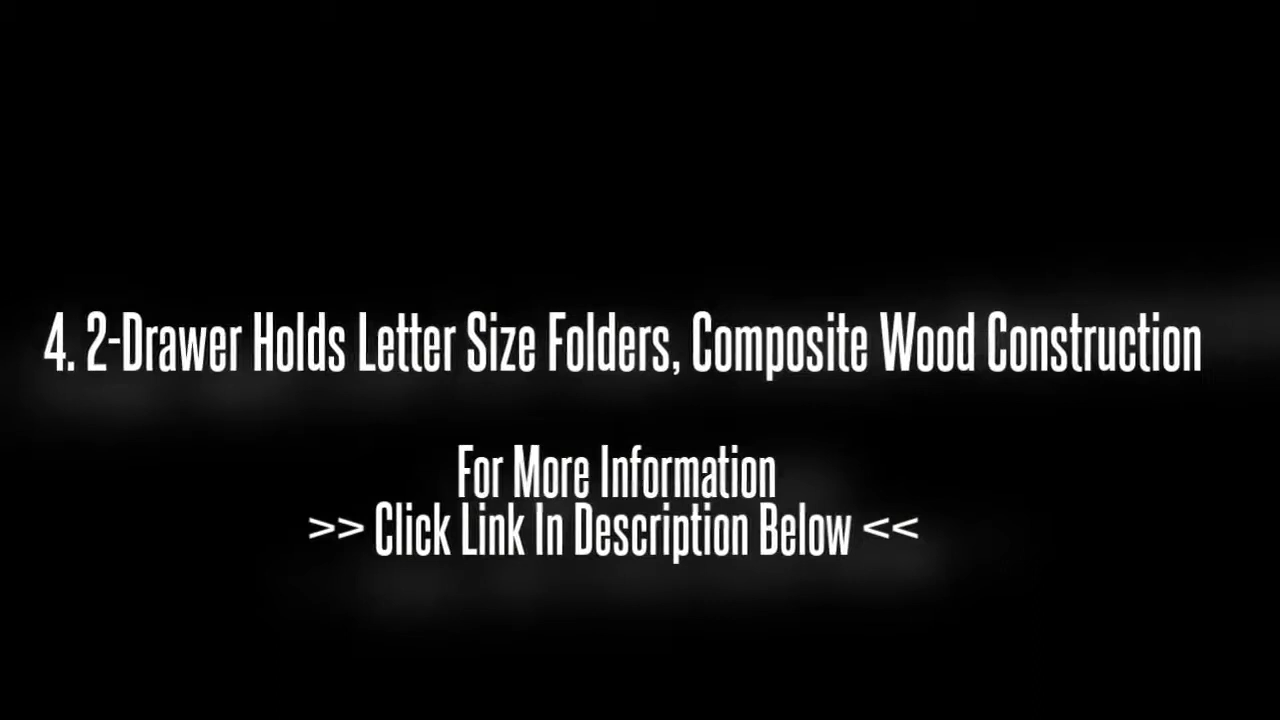 4. 2-Drawer Holds Letter Size Folders, Composite Wood Construction
For More Information
>> Click Link In Description Below <<